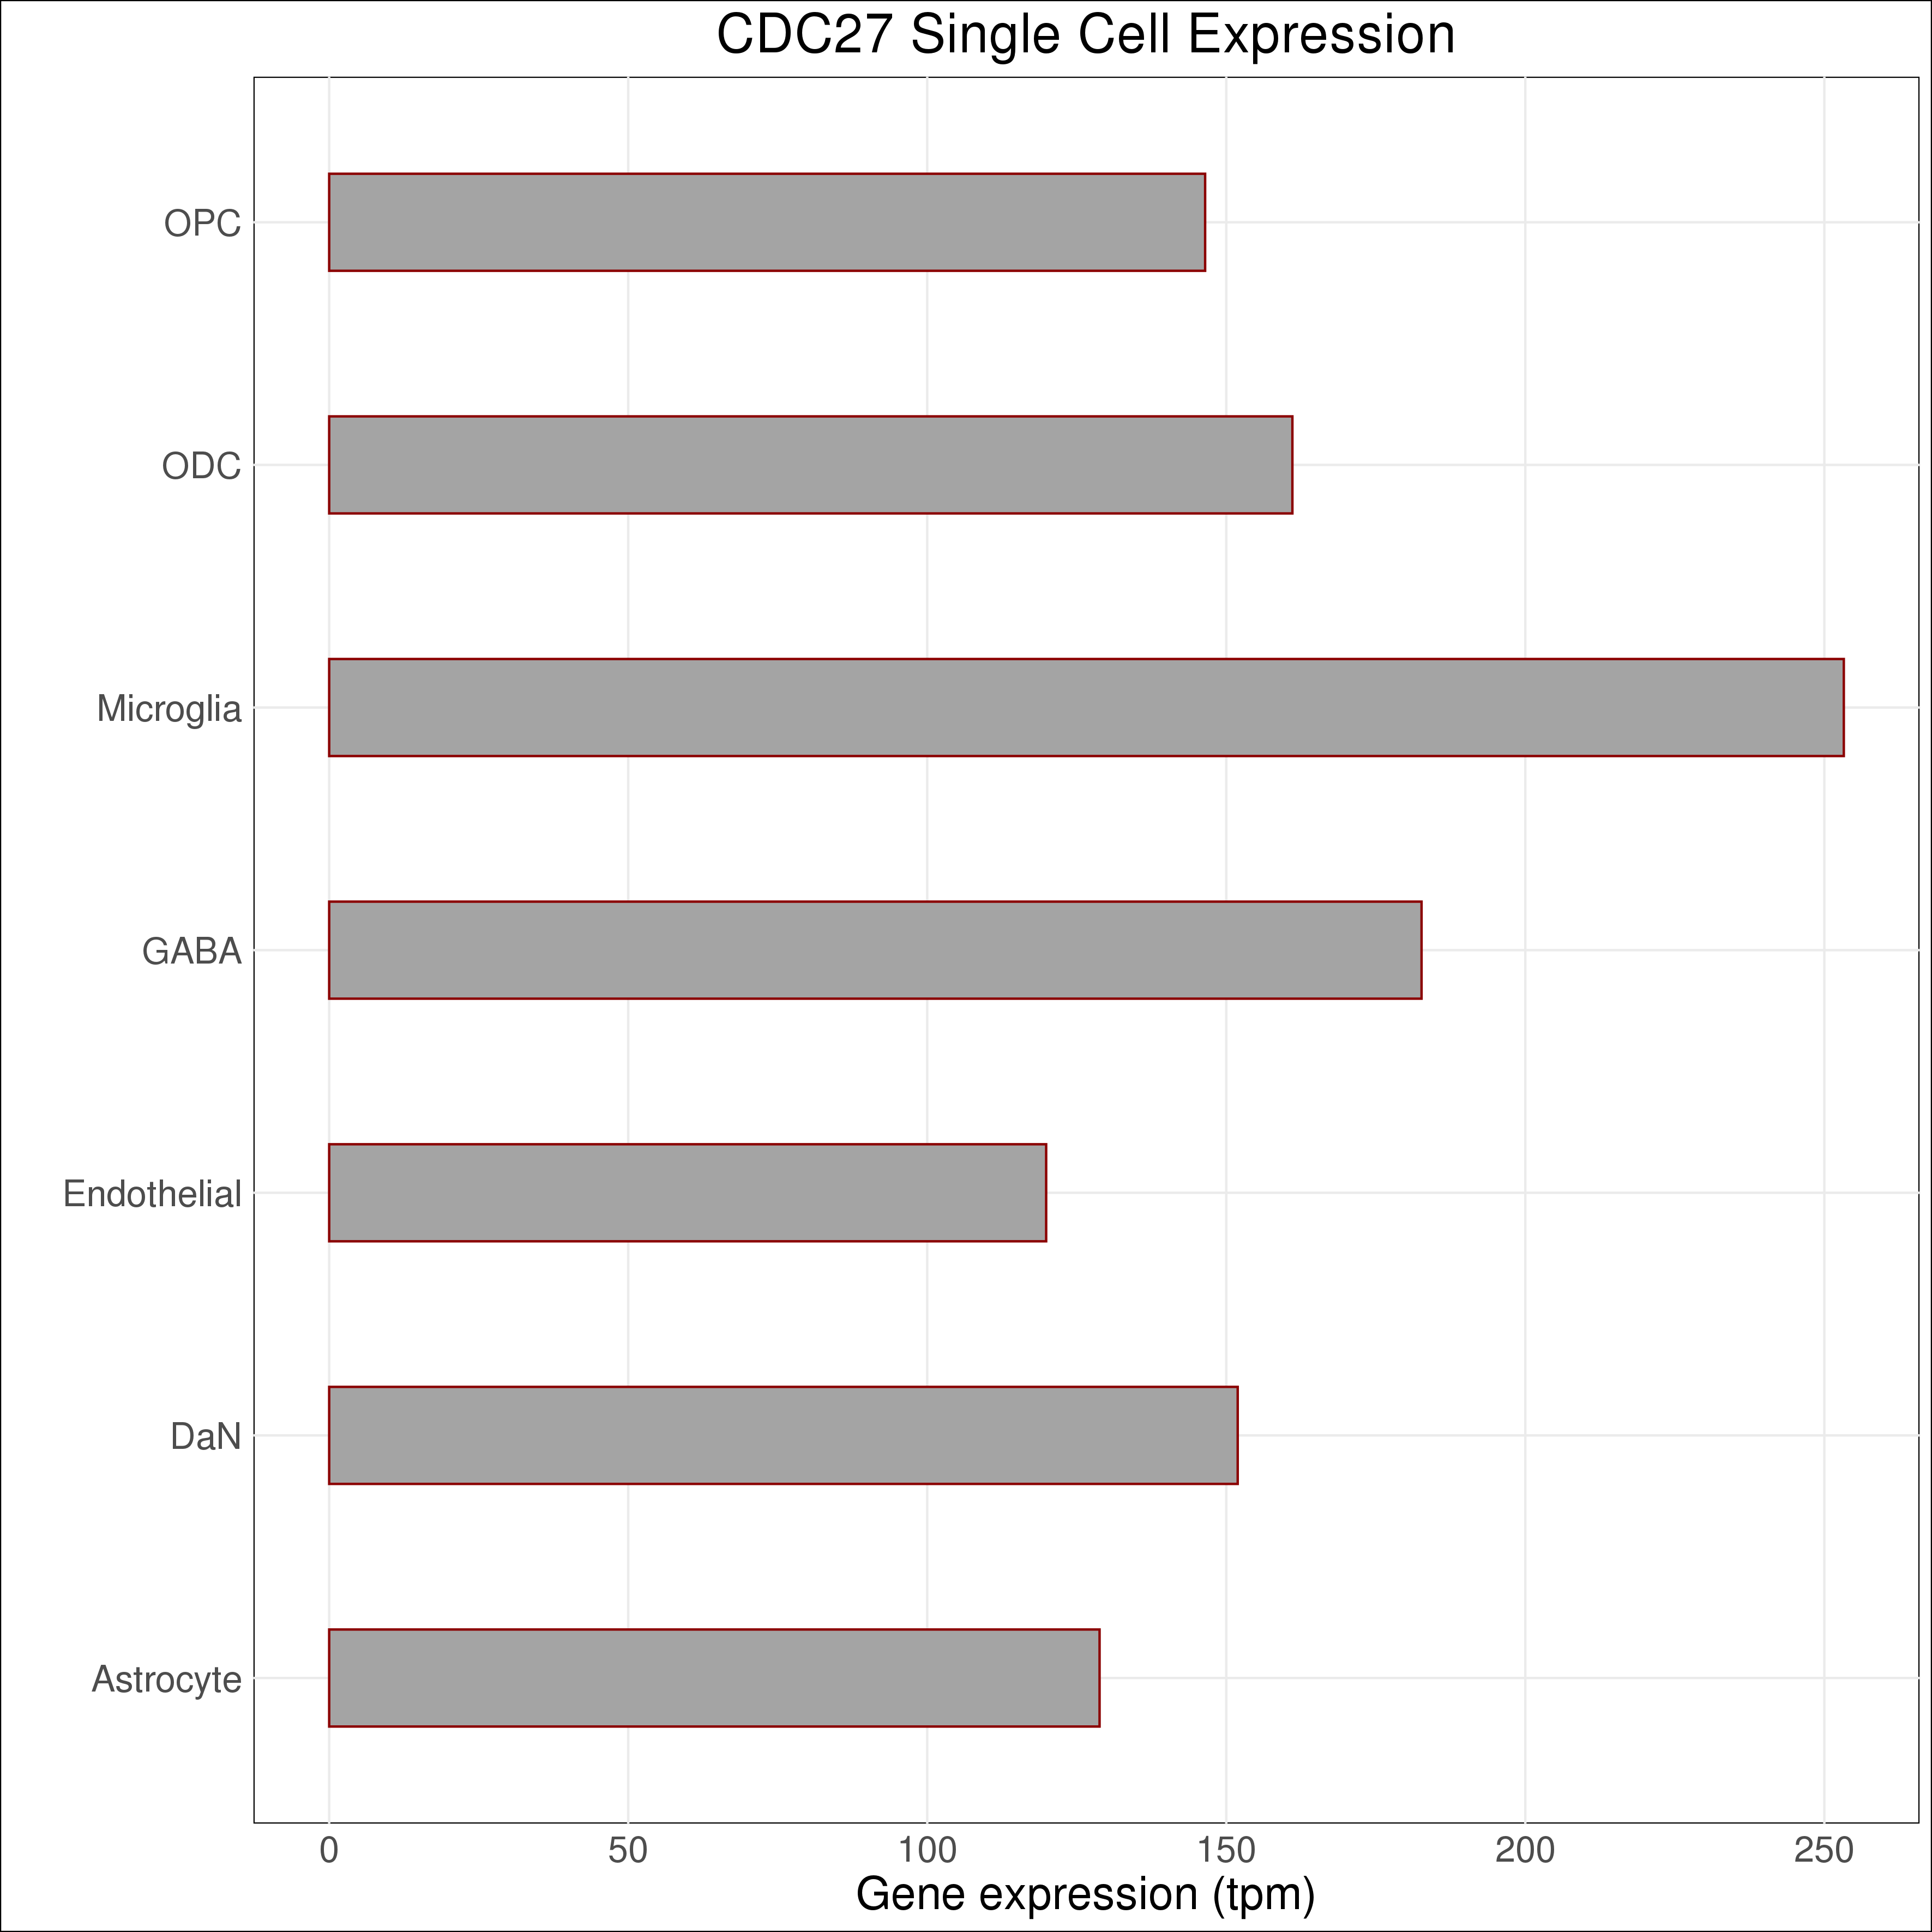 CDC27 Single Cell Expression
OPC
ODC
Microglia
GABA
Endothelial
DaN
Astrocyte
0 50 100 150 200 250
Gene expression (tpm)